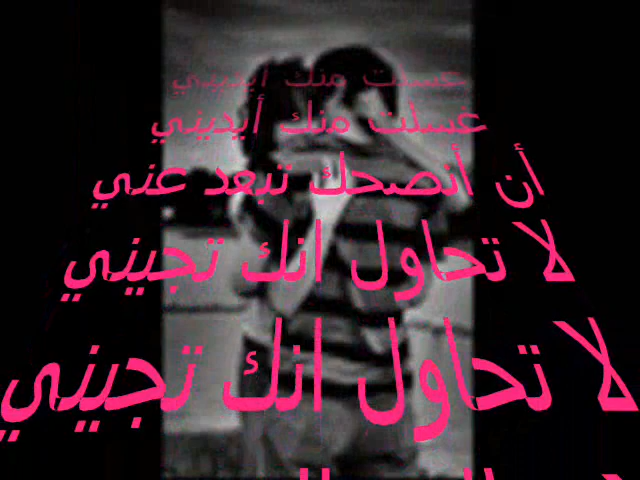 غسلت منك أيديني
غسلت منك أيديني
أن أنصحك تبعد عني
لا تحاول انك تجيني
لا تحاول انك تجيني